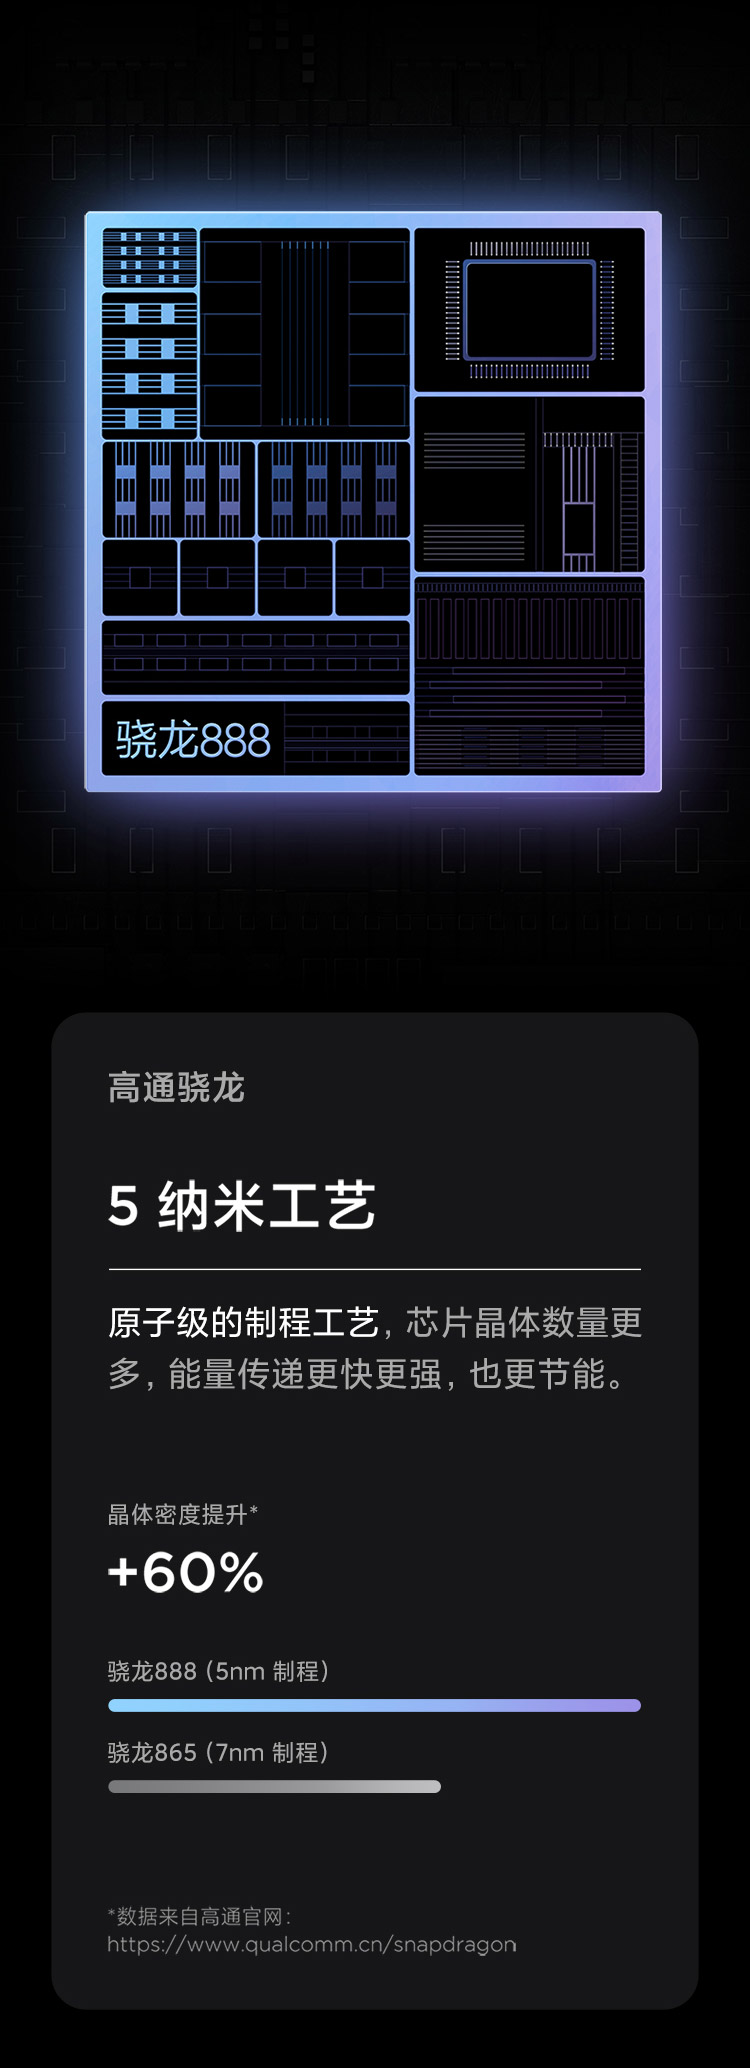 骁龙888
高通骁龙
5 纳米工艺
原子级的制程工艺，芯片晶体数量更
多，能量传递更快更强，也更节能。
晶体密度提升*
+60%
骁龙888（5nm 制程）
骁龙865（7nm 制程）
*数据来自高通官网：
https://www.qualcomm.cn/snapdragon